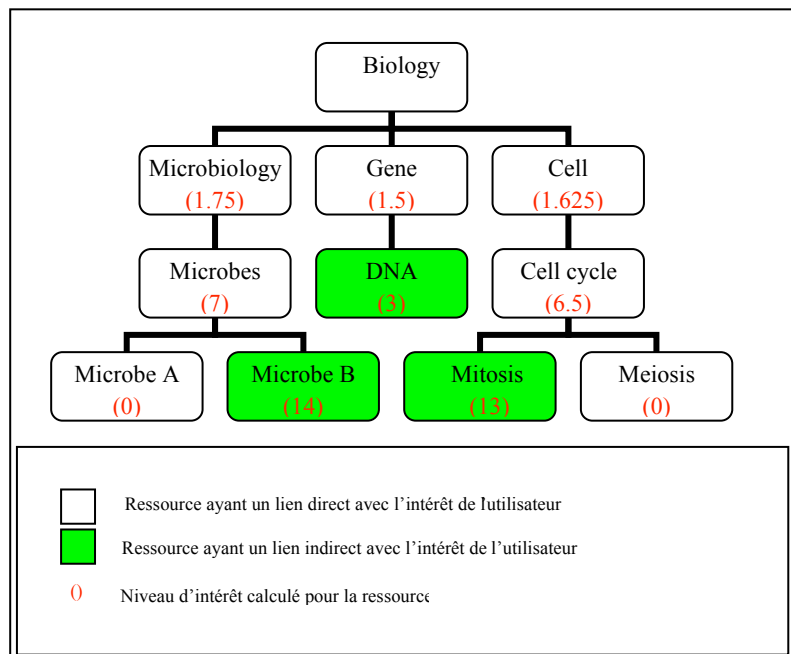 Biology
Microbiology
(1.75)
Gene
(1.5)
Cell
(1.625)
Microbes
(7)
DNA
(3)
Cell cycle
(6.5)
Microbe A
(0)
Microbe B
(14)
Mitosis
(13)
Meiosis
(0)
Ressource ayant un lien direct avec l’intérêt de l’utilisateur
Ressource ayant un lien indirect avec l’intérêt de l’utilisateur
() Niveau d’intérêt calculé pour la ressource